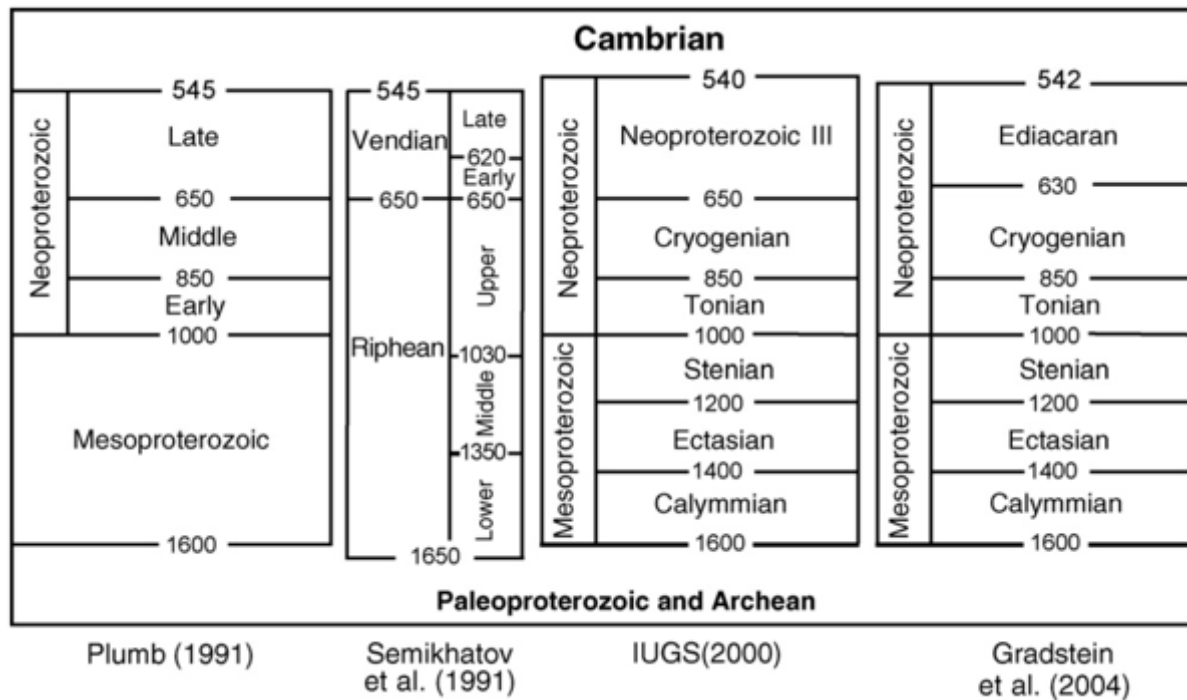 Cambrian
545
Neoproterozoic
Late
650
Middle
850
Early
1000
Mesoproterozoic
1600
545
Vendian
Late
620
Early
650
650
Riphean
Upper
1030
Middle
1350
Lower
1650
540
Neoproterozoic
Neoproterozoic III
650
Cryogenian
850
Tonian
1000
Mesoproterozoic
Stenian
1200
Ectasian
1400
Calymmian
1600
542
Neoproterozoic
Ediacaran
630
Cryogenian
850
Tonian
1000
Mesoproterozoic
Stenian
1200
Ectasian
1400
Calymmian
1600
Paleoproterozoic and Archean
Plumb (1991)
Semikhatov
et al. (1991)
IUGS(2000)
Gradstein
et al. (2004)